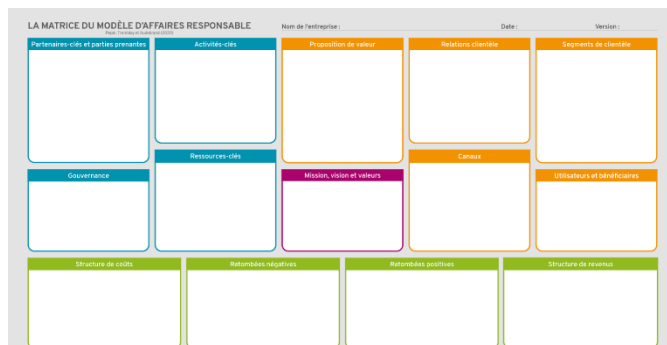 LA MATRICE DU MODÈLE D'AFFAIRES RESPONSABLE
Nom de l'entreprise :
Date :
Version :
Partenaires-clés et parties prenantes
Activités-clés
Proposition de valeur
Relations clientèle
Segments de clientèle
Ressources-clés
Canaux
Gouvernance
Mission, vision et valeurs
Utilisateurs et bénéficiaires
Structure de coûts
Retombées négatives
Retombées positives
Structure de revenus